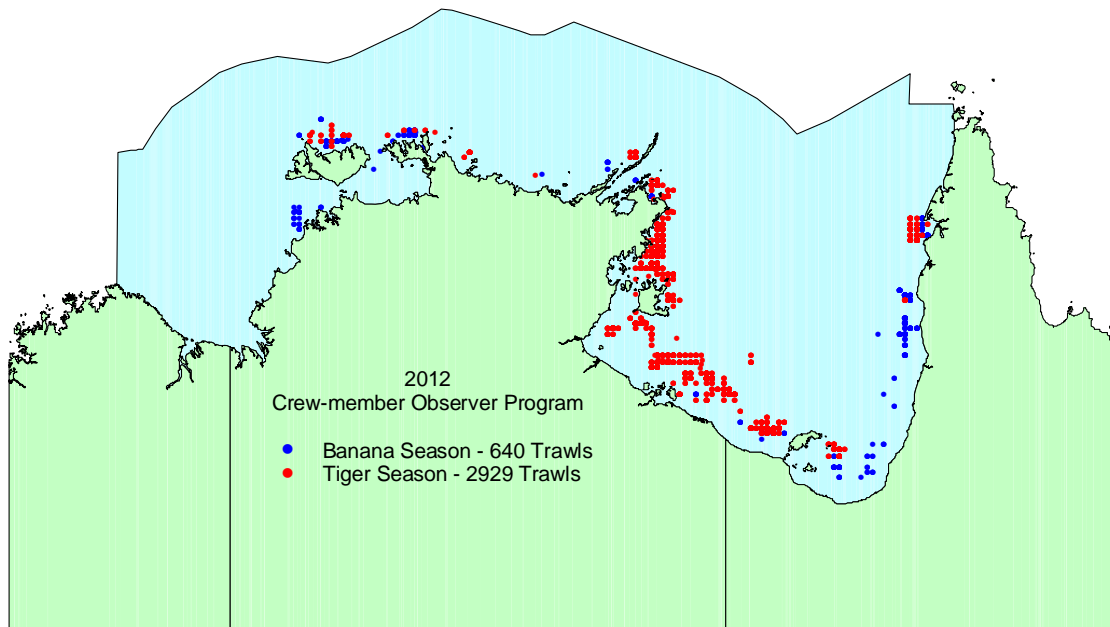 2012
Crew-member Observer Program
Banana Season - 640 Trawls
Tiger Season - 2929 Trawls